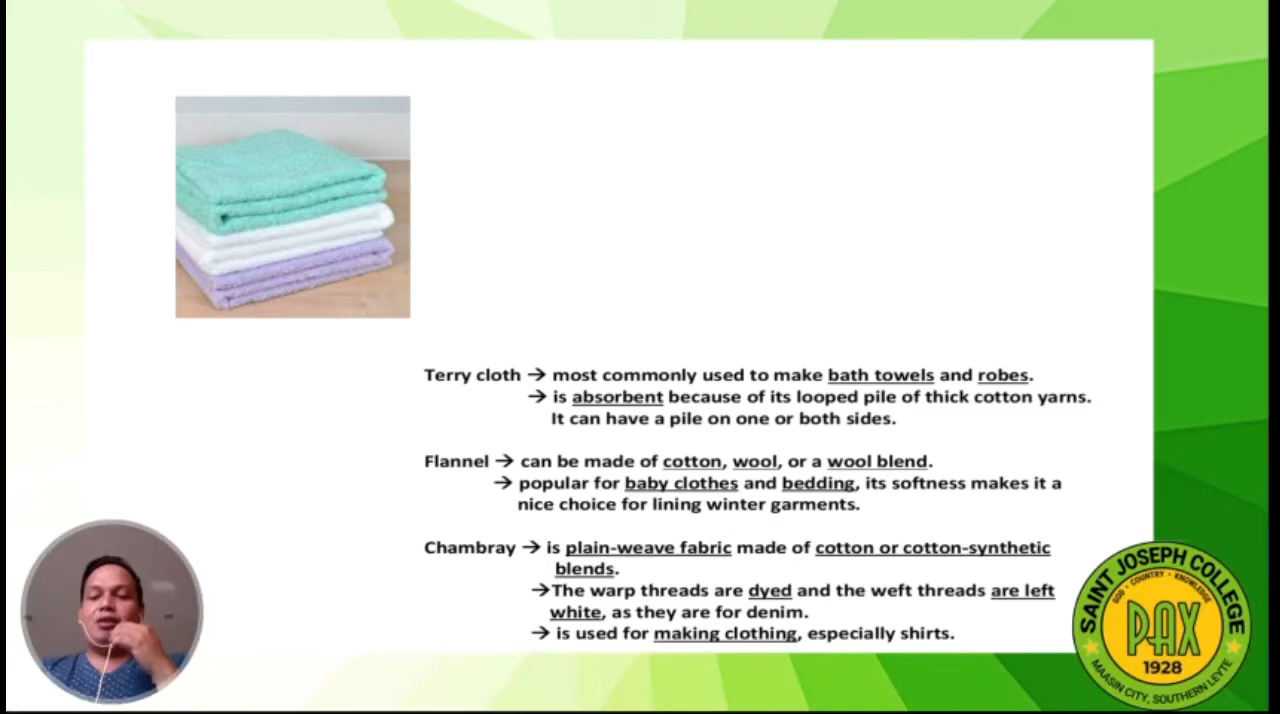 Terry cloth → most commonly used to make bath towels and robes.
→ is absorbent because of its looped pile of thick cotton yarns.
It can have a pile on one or both sides.
Flannel → can be made of cotton, wool, or a wool blend.
→ popular for baby clothes and bedding, its softness makes it a
nice choice for lining winter garments.
Chambray → is plain-weave fabric made of cotton or cotton-synthetic
blends.
→The warp threads are dyed and the weft threads are left
white, as they are for denim.
→ is used for making clothing, especially shirts.
SAINT JOSEPH COLLEGE
GOD • COUNTRY • KNOWLEDGE
PAX
1928
MAASIN CITY, SOUTHERN LEYTE